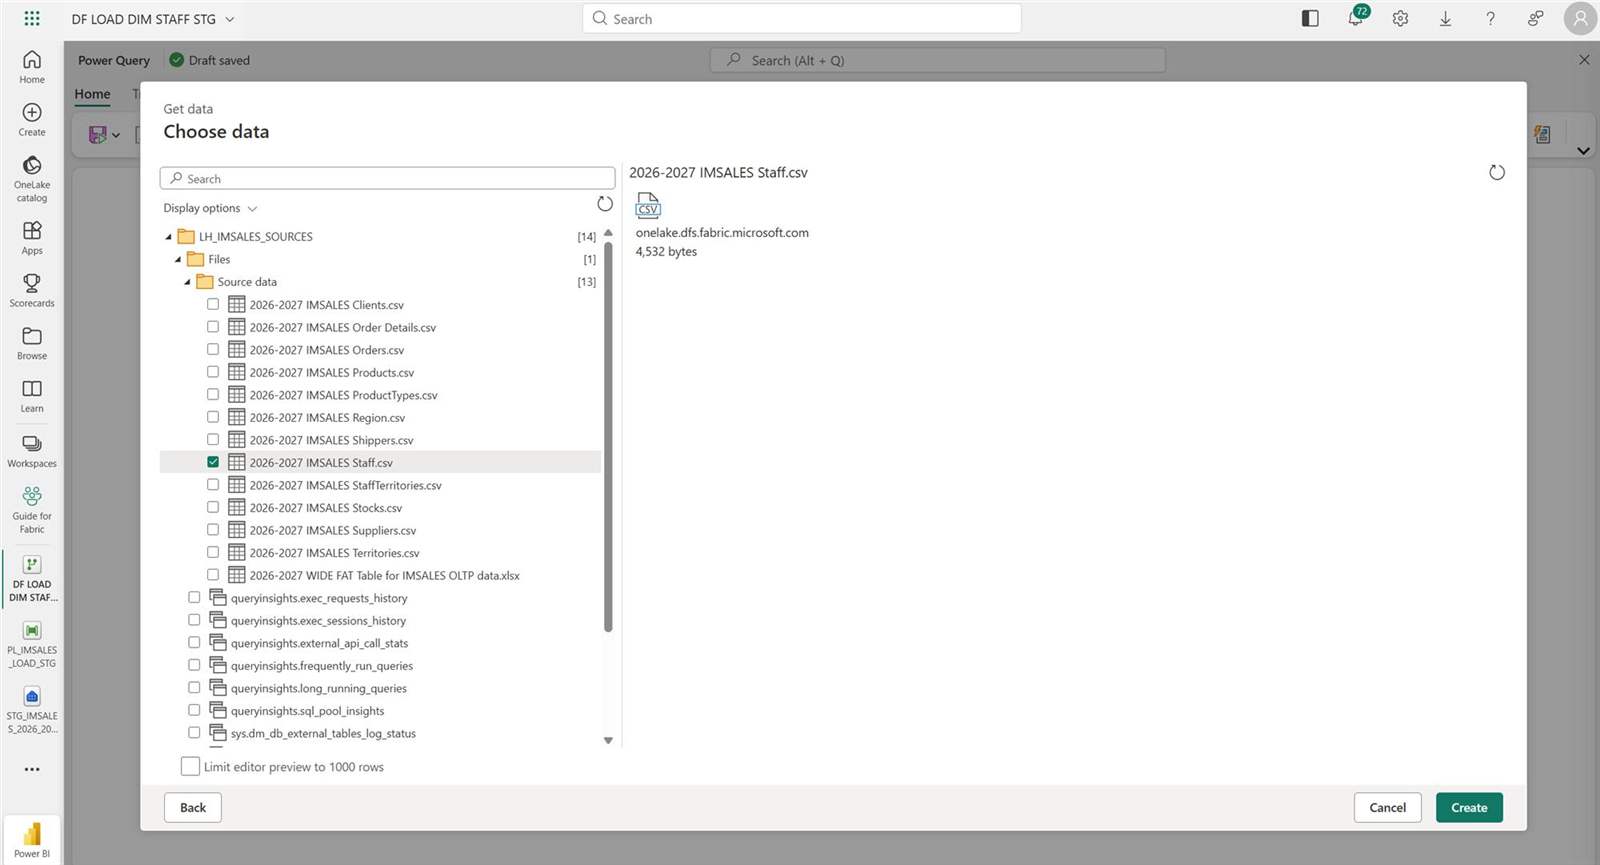 DF LOAD DIM STAFF STG
Search
72
Power Query
Draft saved
Search (Alt + Q)
Home
Home
Create
OneLake
catalog
Apps
Scorecards
Browse
Learn
Workspaces
Guide for
Fabric
DF LOAD
DIM STAF...
PL_IMSALES
_LOAD_STG
STG_IMSALE
S_2026_20...
Power BI
Get data
Choose data
Search
Display options
LH_IMSALES_SOURCES [14]
Files [1]
Source data [13]
2026-2027 IMSALES Clients.csv
2026-2027 IMSALES Order Details.csv
2026-2027 IMSALES Orders.csv
2026-2027 IMSALES Products.csv
2026-2027 IMSALES ProductTypes.csv
2026-2027 IMSALES Region.csv
2026-2027 IMSALES Shippers.csv
2026-2027 IMSALES Staff.csv
2026-2027 IMSALES StaffTerritories.csv
2026-2027 IMSALES Stocks.csv
2026-2027 IMSALES Suppliers.csv
2026-2027 IMSALES Territories.csv
2026-2027 WIDE FAT Table for IMSALES OLTP data.xlsx
queryinsights.exec_requests_history
queryinsights.exec_sessions_history
queryinsights.external_api_call_stats
queryinsights.frequently_run_queries
queryinsights.long_running_queries
queryinsights.sql_pool_insights
sys.dm_db_external_tables_log_status
Limit editor preview to 1000 rows
2026-2027 IMSALES Staff.csv
CSV
onelake.dfs.fabric.microsoft.com
4,532 bytes
Back
Cancel
Create